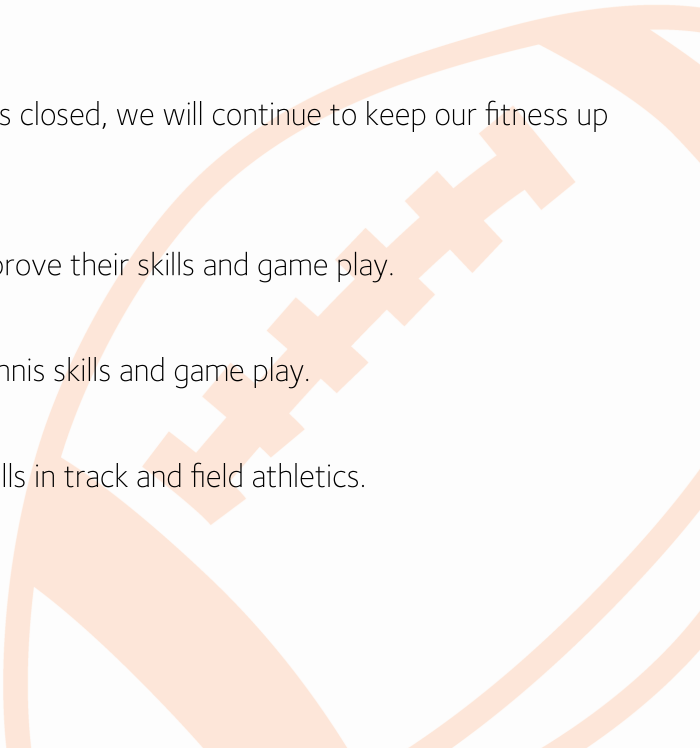 s closed, we will continue to keep our fitness up
prove their skills and game play.
nnis skills and game play.
lls in track and field athletics.